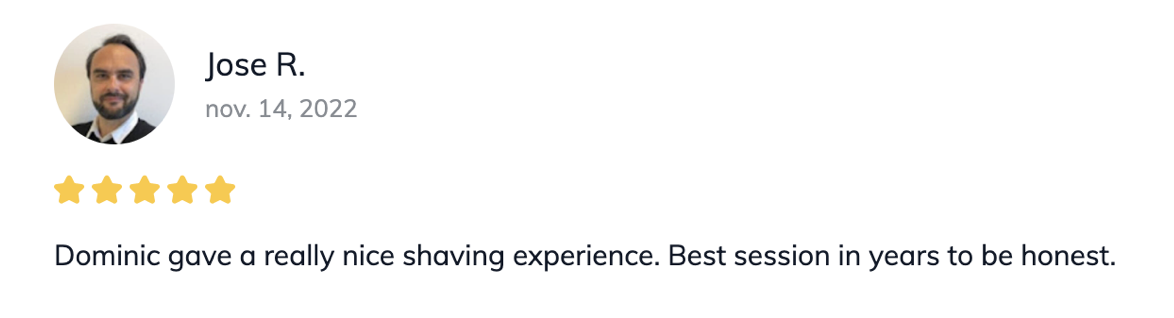 Jose R.
nov. 14, 2022
Dominic gave a really nice shaving experience. Best session in years to be honest.